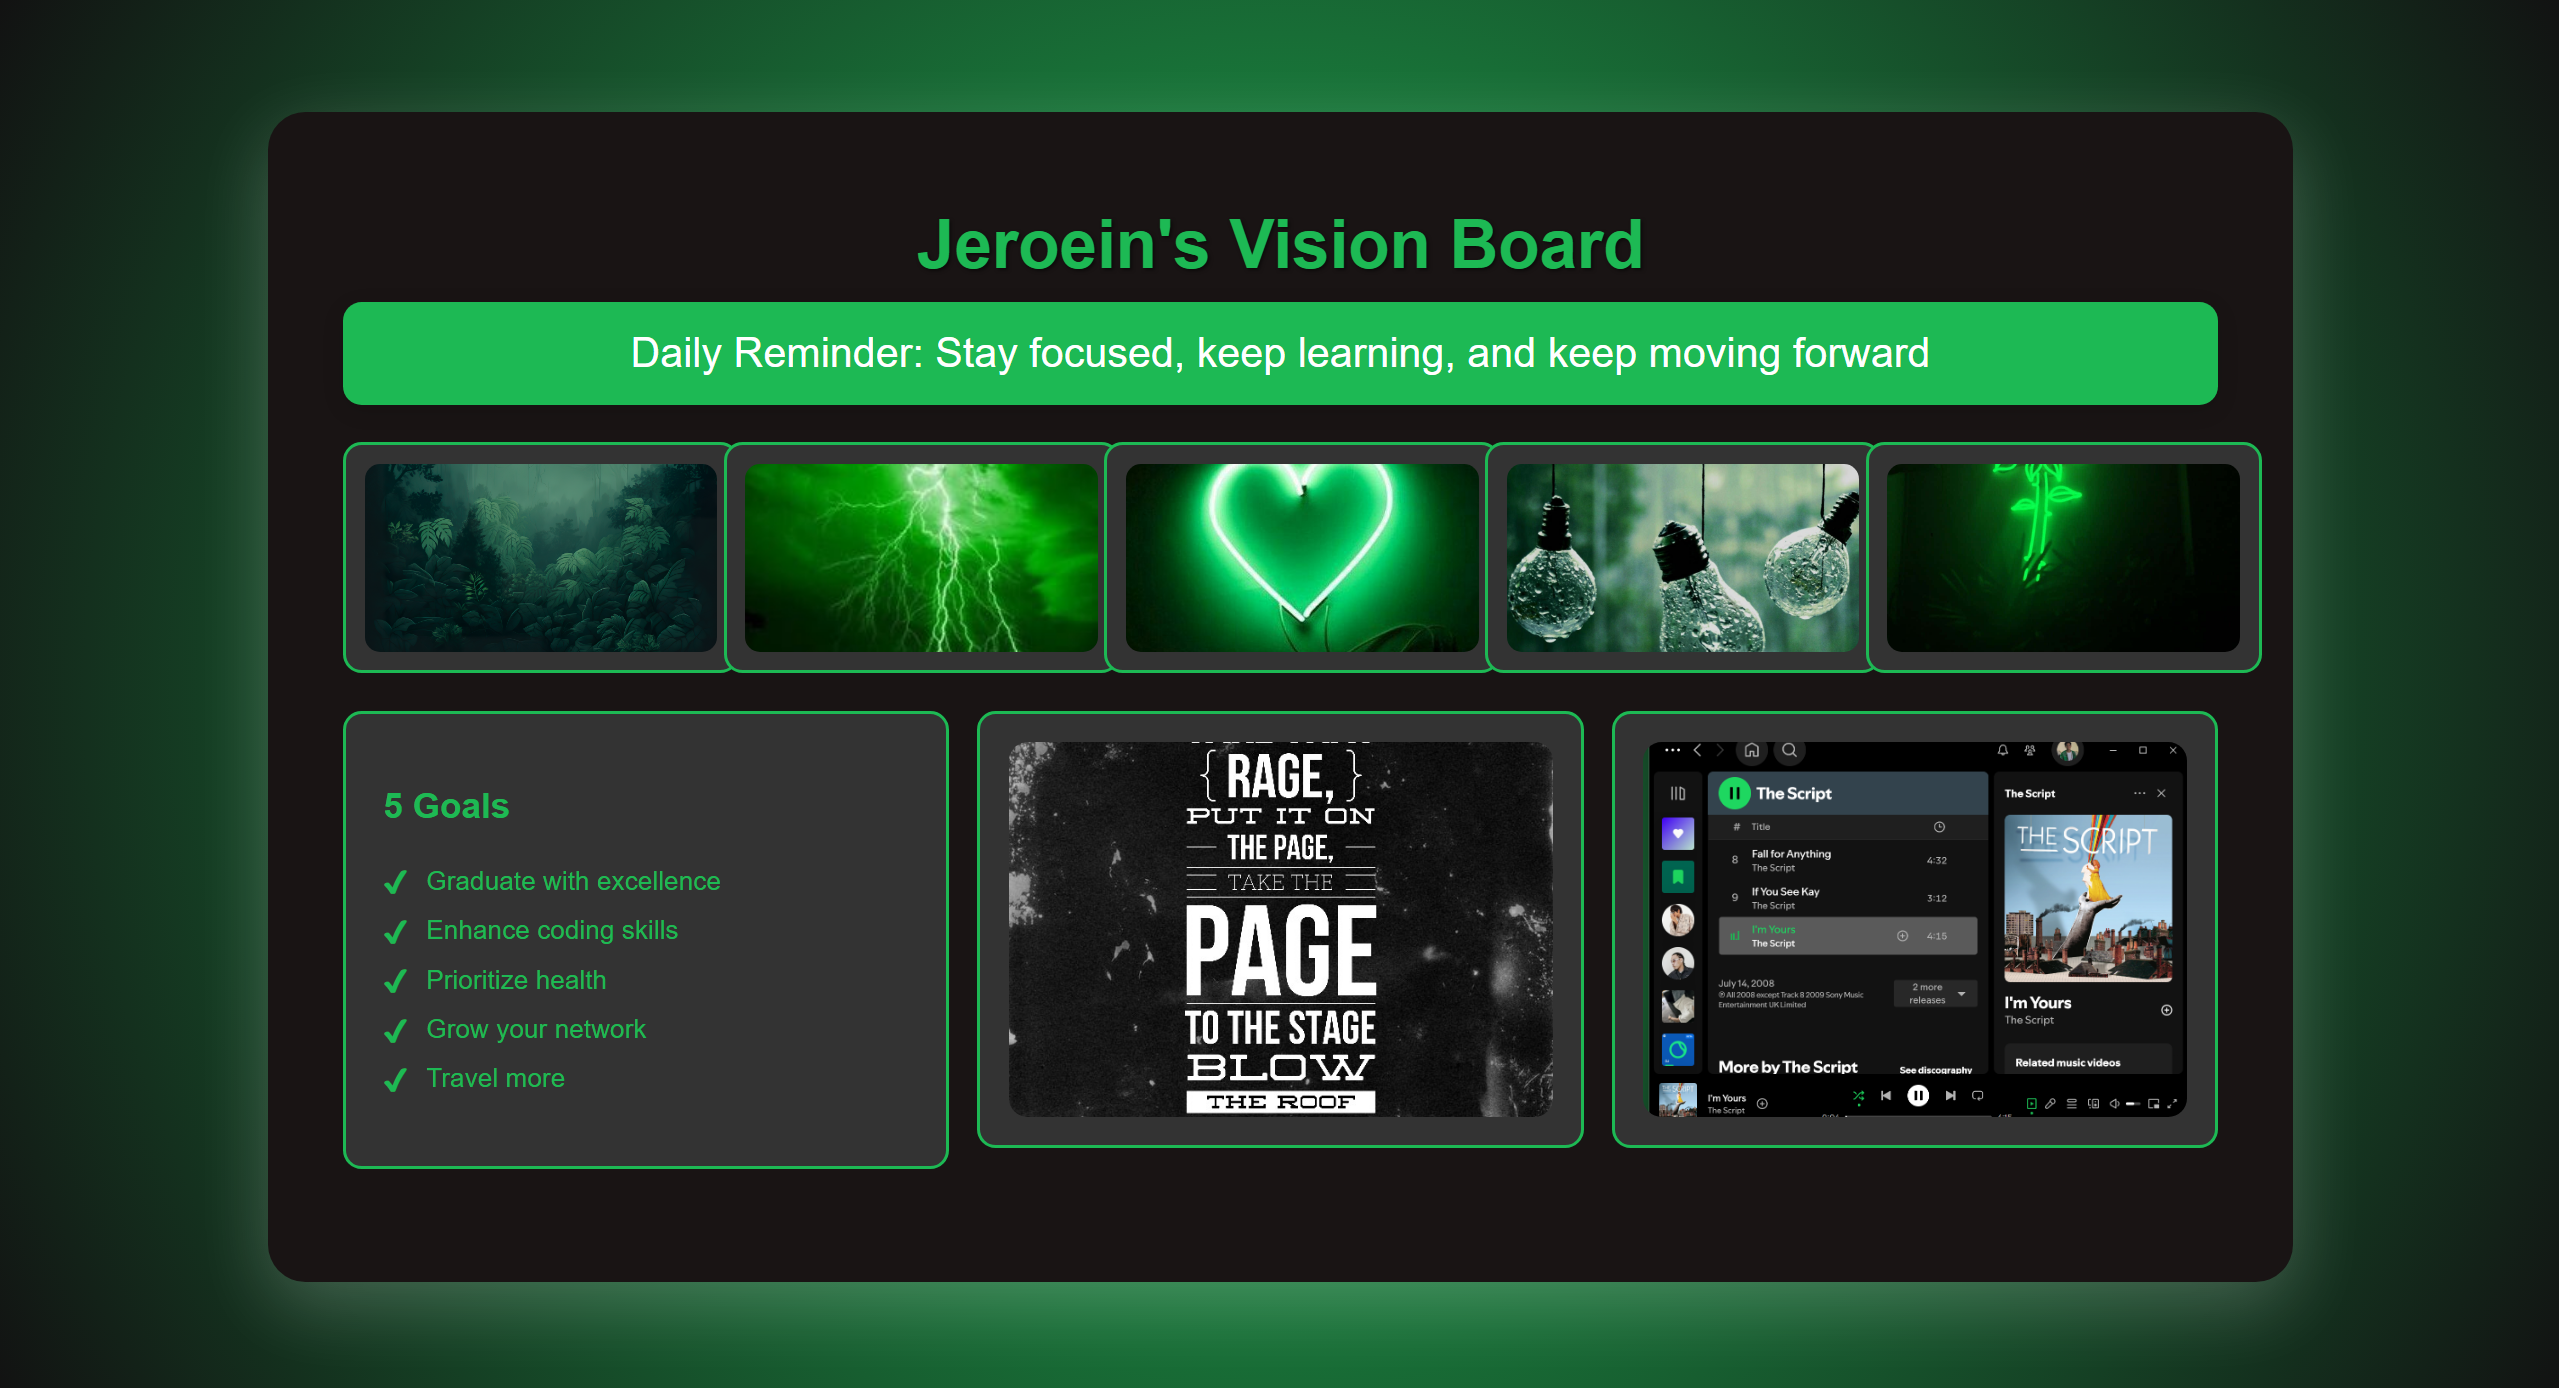 Jeroein's Vision Board
Daily Reminder: Stay focused, keep learning, and keep moving forward
5 Goals
✔ Graduate with excellence
✔ Enhance coding skills
✔ Prioritize health
✔ Grow your network
✔ Travel more
{ RAGE, }
PUT IT ON
THE PAGE,
TAKE THE
PAGE
TO THE STAGE
BLOW
THE ROOF
The Script
# Title
8 Fall for Anything 4:32
The Script
9 If You See Kay 3:12
The Script
I'm Yours 4:15
The Script
July 14, 2008
℗ All 2008 except Track 8 2009 Sony Music
Entertainment UK Limited
2 more
releases
More by The Script
See discography
The Script
THE SCRIPT
I'm Yours
The Script
Related music videos
I'm Yours
The Script